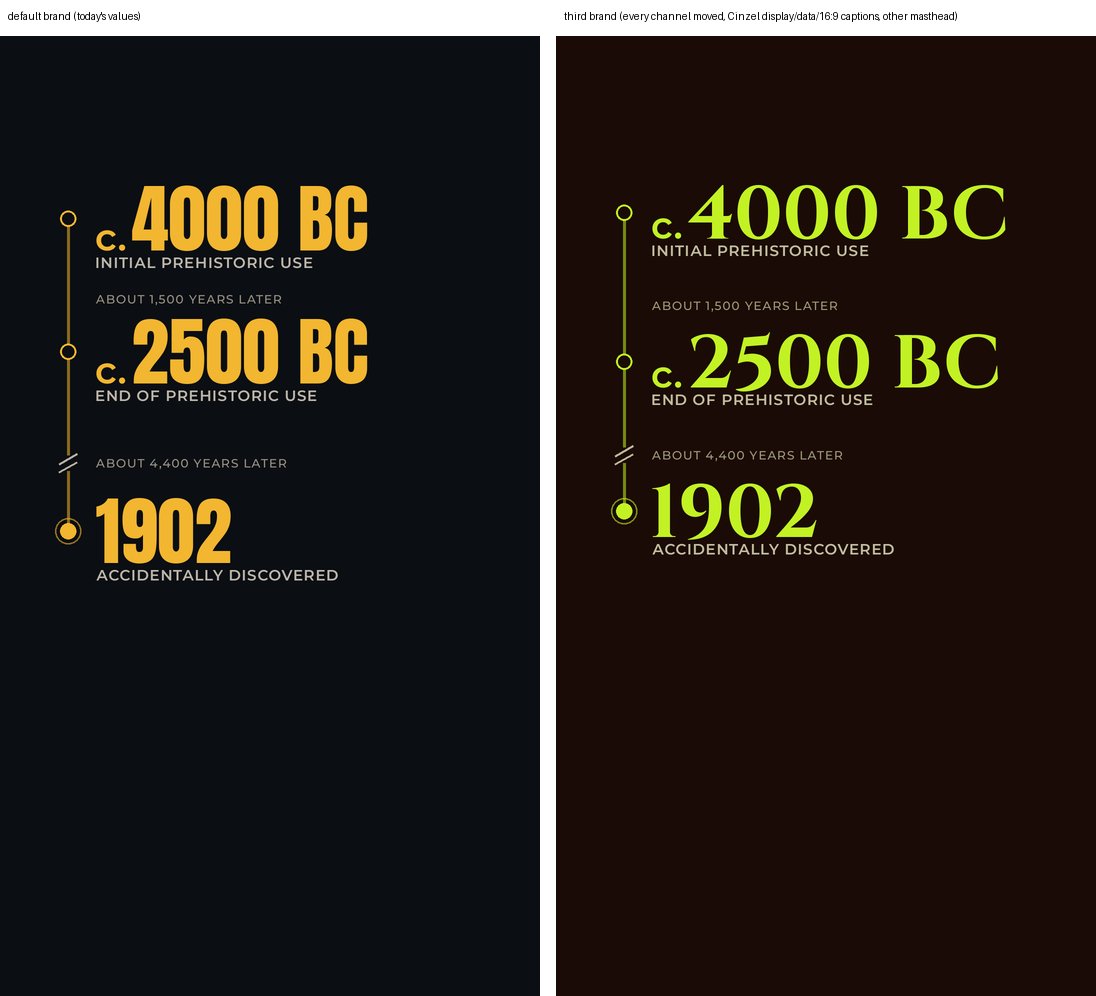 default brand (today's values)
c. 4000 BC
INITIAL PREHISTORIC USE
ABOUT 1,500 YEARS LATER
c. 2500 BC
END OF PREHISTORIC USE
ABOUT 4,400 YEARS LATER
1902
ACCIDENTALLY DISCOVERED
third brand (every channel moved, Cinzel display/data/16:9 captions, other masthead)
c. 4000 BC
INITIAL PREHISTORIC USE
ABOUT 1,500 YEARS LATER
c. 2500 BC
END OF PREHISTORIC USE
ABOUT 4,400 YEARS LATER
1902
ACCIDENTALLY DISCOVERED